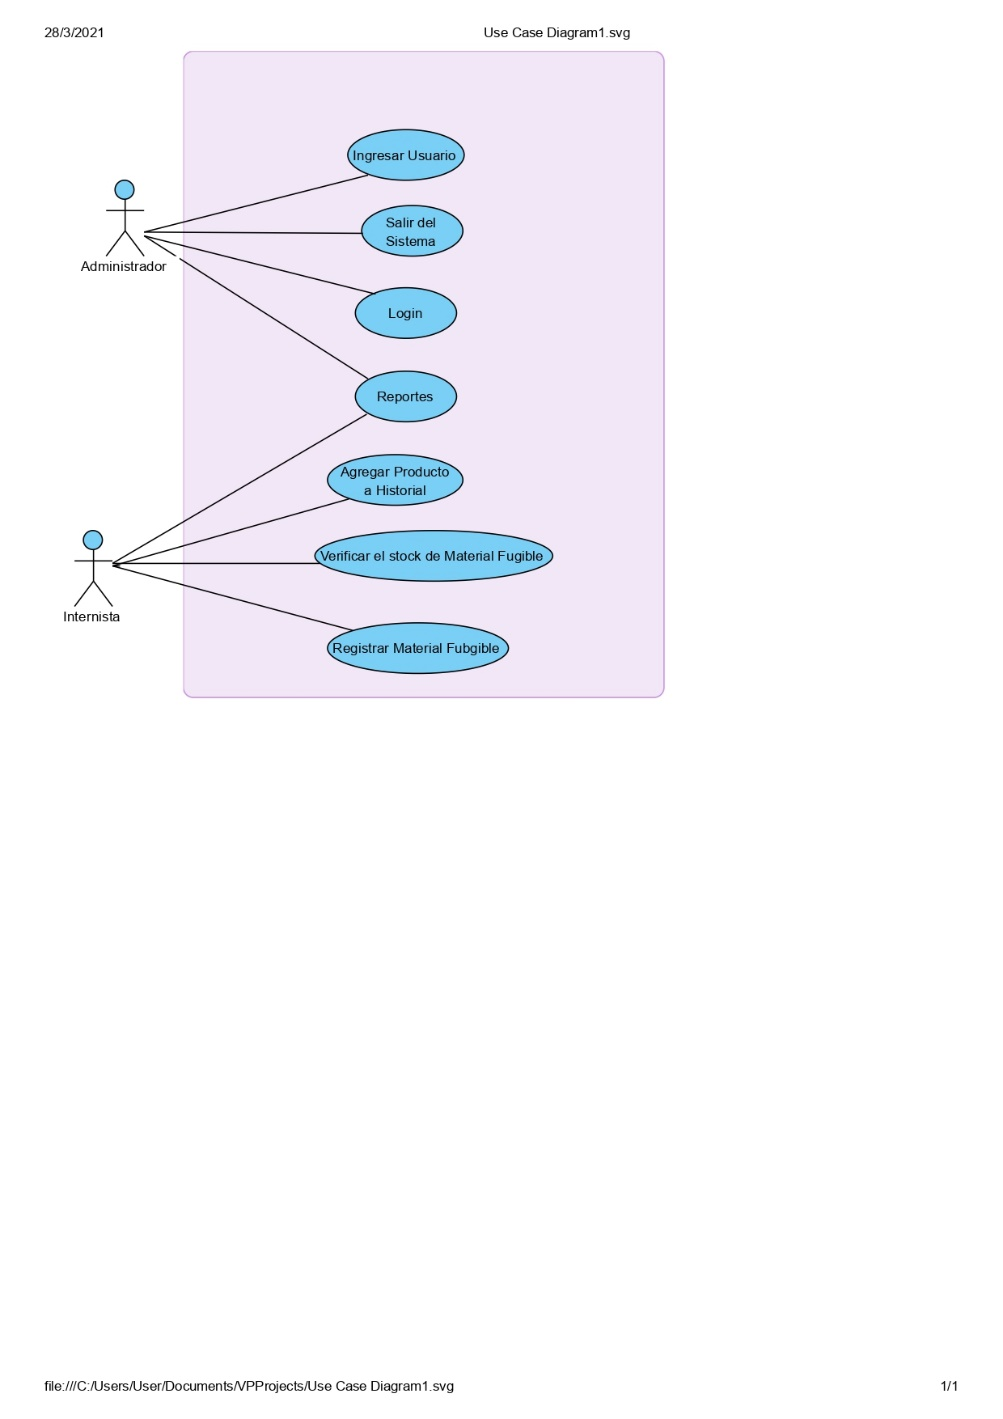 28/3/2021
Use Case Diagram1.svg
Ingresar Usuario
Salir del
Sistema
Administrador
Login
Reportes
Agregar Producto
a Historial
Verificar el stock de Material Fugible
Internista
Registrar Material Fubgible
file:///C:/Users/User/Documents/VPProjects/Use Case Diagram1.svg
1/1